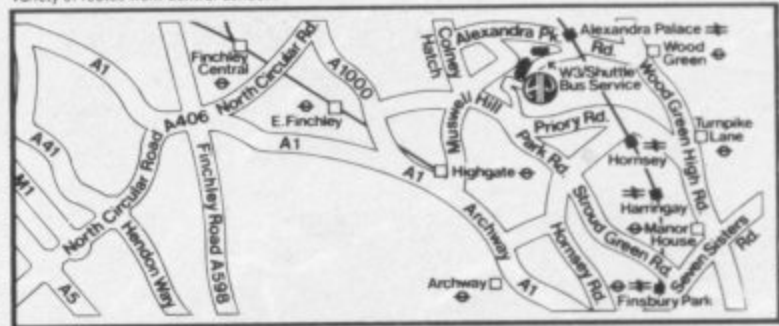 Finchley
Central
North Circular Rd.
A1
A1000
A406
E. Finchley
A1
A41
M1
North Circular Road
Finchley Road A598
Hendon Way
A5
Colney
Hatch
Alexandra Pk.
Rd.
Alexandra Palace
Wood
Green
W3/Shuttle
Bus Service
Muswell Hill
Priory Rd.
Park Rd.
Wood Green High Rd.
Turnpike
Lane
Hornsey
Highgate
A1
Archway
Harringay
Stroud Green Rd.
Manor
House
Seven Sisters
Rd.
Hornsey Rd.
Archway
A1
Finsbury Park